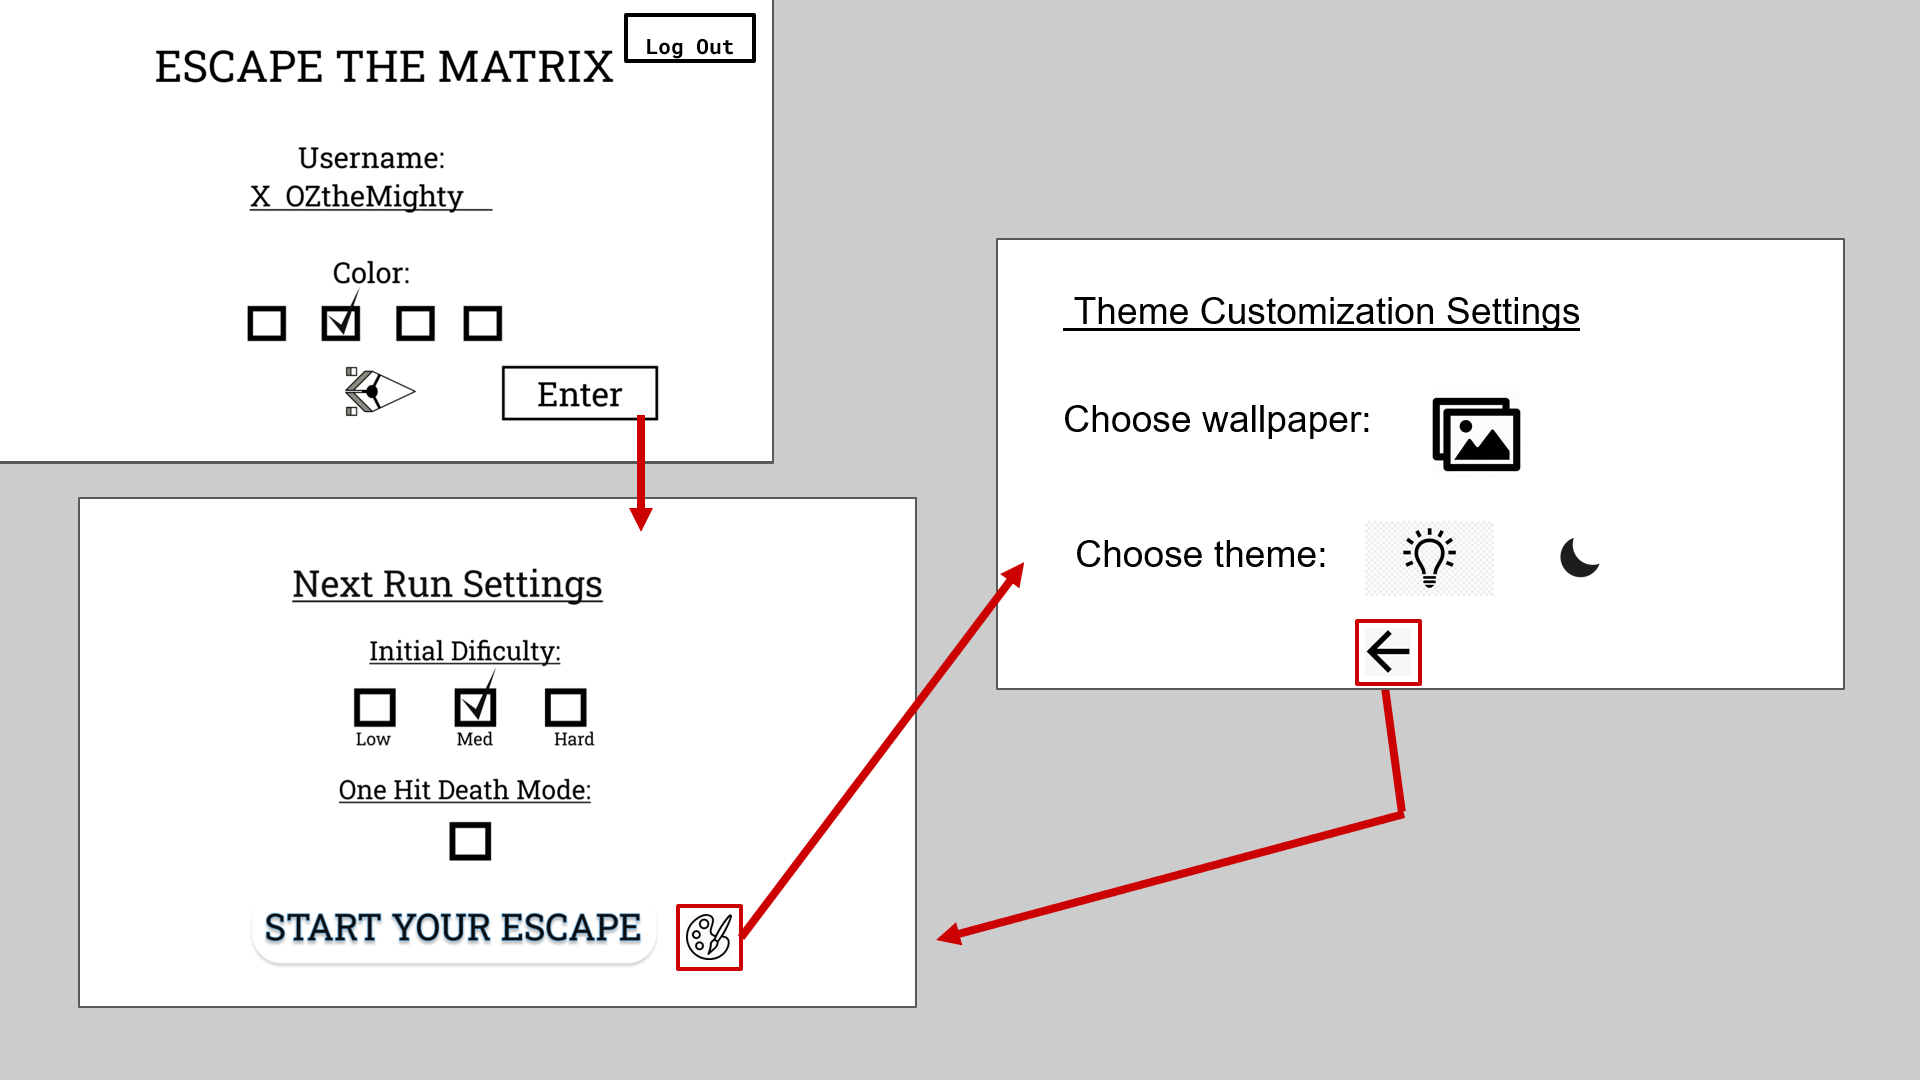 ESCAPE THE MATRIX
Log Out
Username:
X OZtheMighty
Color:
Enter
Next Run Settings
Initial Dificulty:
Low Med Hard
One Hit Death Mode:
START YOUR ESCAPE
Theme Customization Settings
Choose wallpaper:
Choose theme: